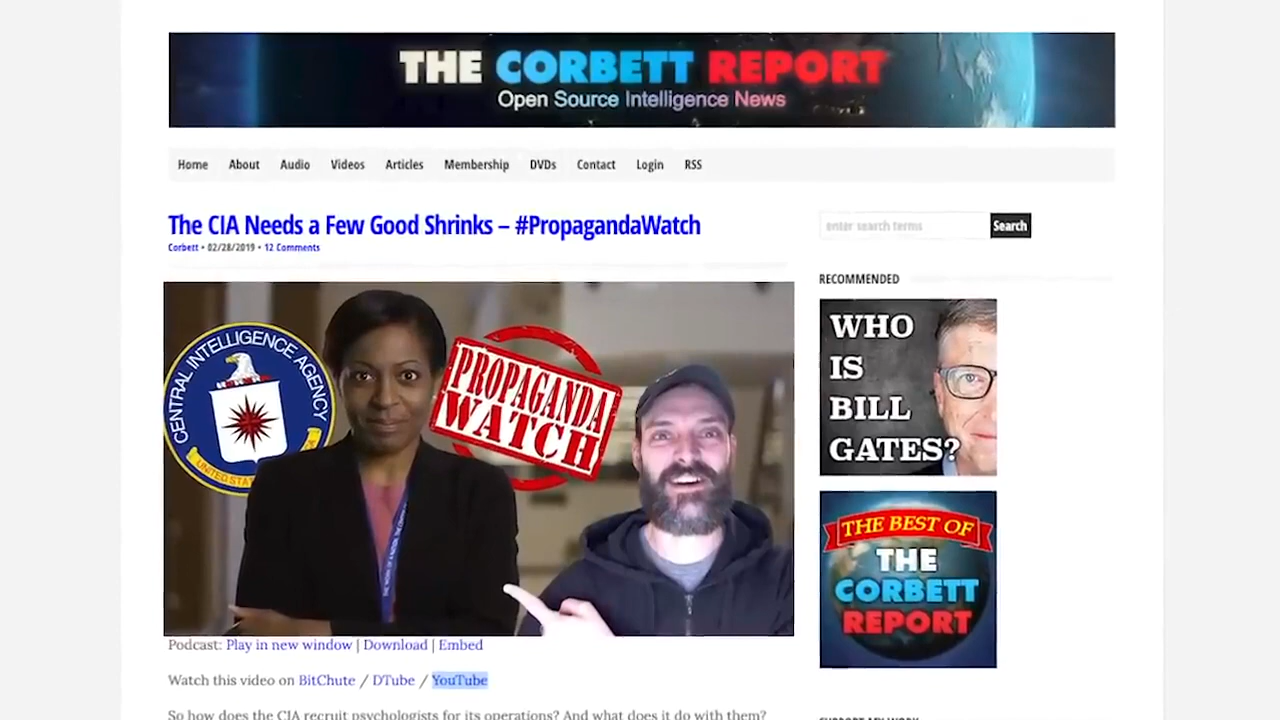 THE CORBETT REPORT
Open Source Intelligence News
Home About Audio Videos Articles Membership DVDs Contact Login RSS
The CIA Needs a Few Good Shrinks – #PropagandaWatch
Corbett • 02/28/2019 • 12 Comments
enter search terms Search
RECOMMENDED
CENTRAL INTELLIGENCE AGENCY
UNITED STAT
PROPAGANDA
WATCH
WHO
IS
BILL
GATES?
THE BEST OF
THE
CORBETT
REPORT
Podcast: Play in new window | Download | Embed
Watch this video on BitChute / DTube / YouTube
So how does the CIA recruit psychologists for its operations? And what does it do with them?